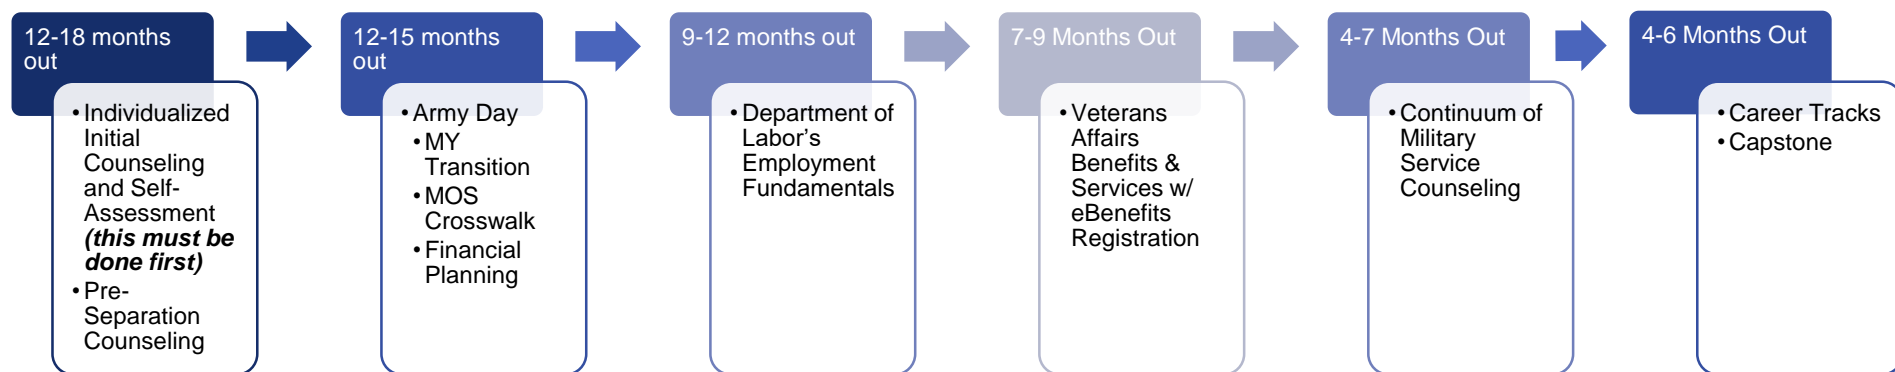 12-18 months
out
• Individualized
Initial
Counseling
and Self-
Assessment
(this must be
done first)
• Pre-
Separation
Counseling
12-15 months
out
• Army Day
• MY
Transition
• MOS
Crosswalk
• Financial
Planning
9-12 months out
• Department of
Labor’s
Employment
Fundamentals
7-9 Months Out
• Veterans
Affairs
Benefits &
Services w/
eBenefits
Registration
4-7 Months Out
• Continuum of
Military
Service
Counseling
4-6 Months Out
• Career Tracks
• Capstone